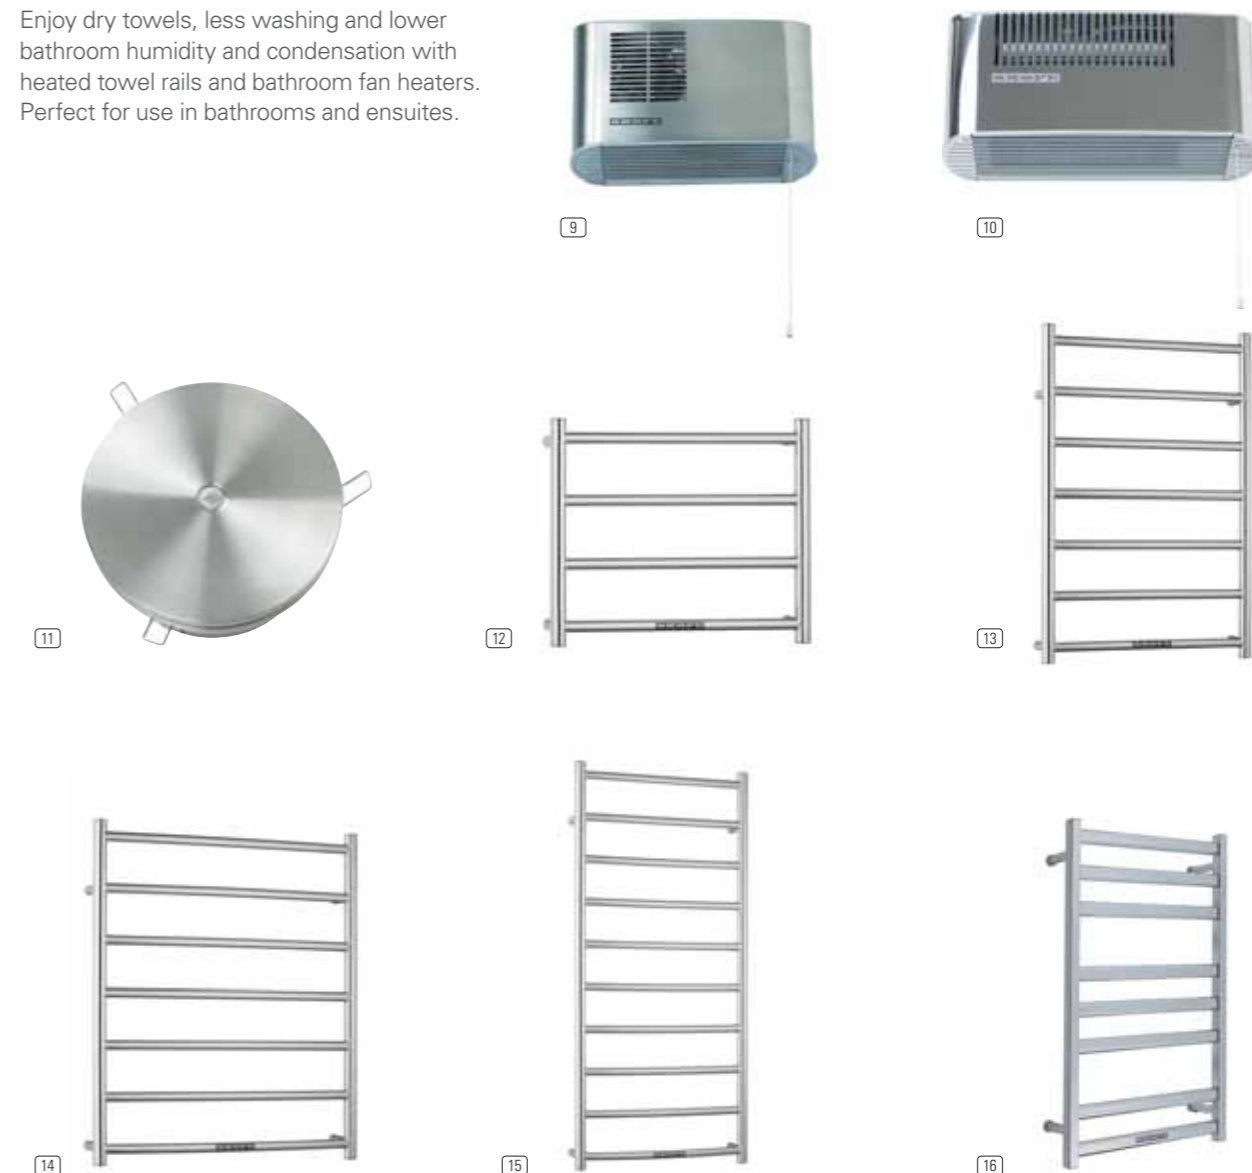 Enjoy dry towels, less washing and lower
bathroom humidity and condensation with
heated towel rails and bathroom fan heaters.
Perfect for use in bathrooms and ensuites.
9
10
11
12
13
14
15
16